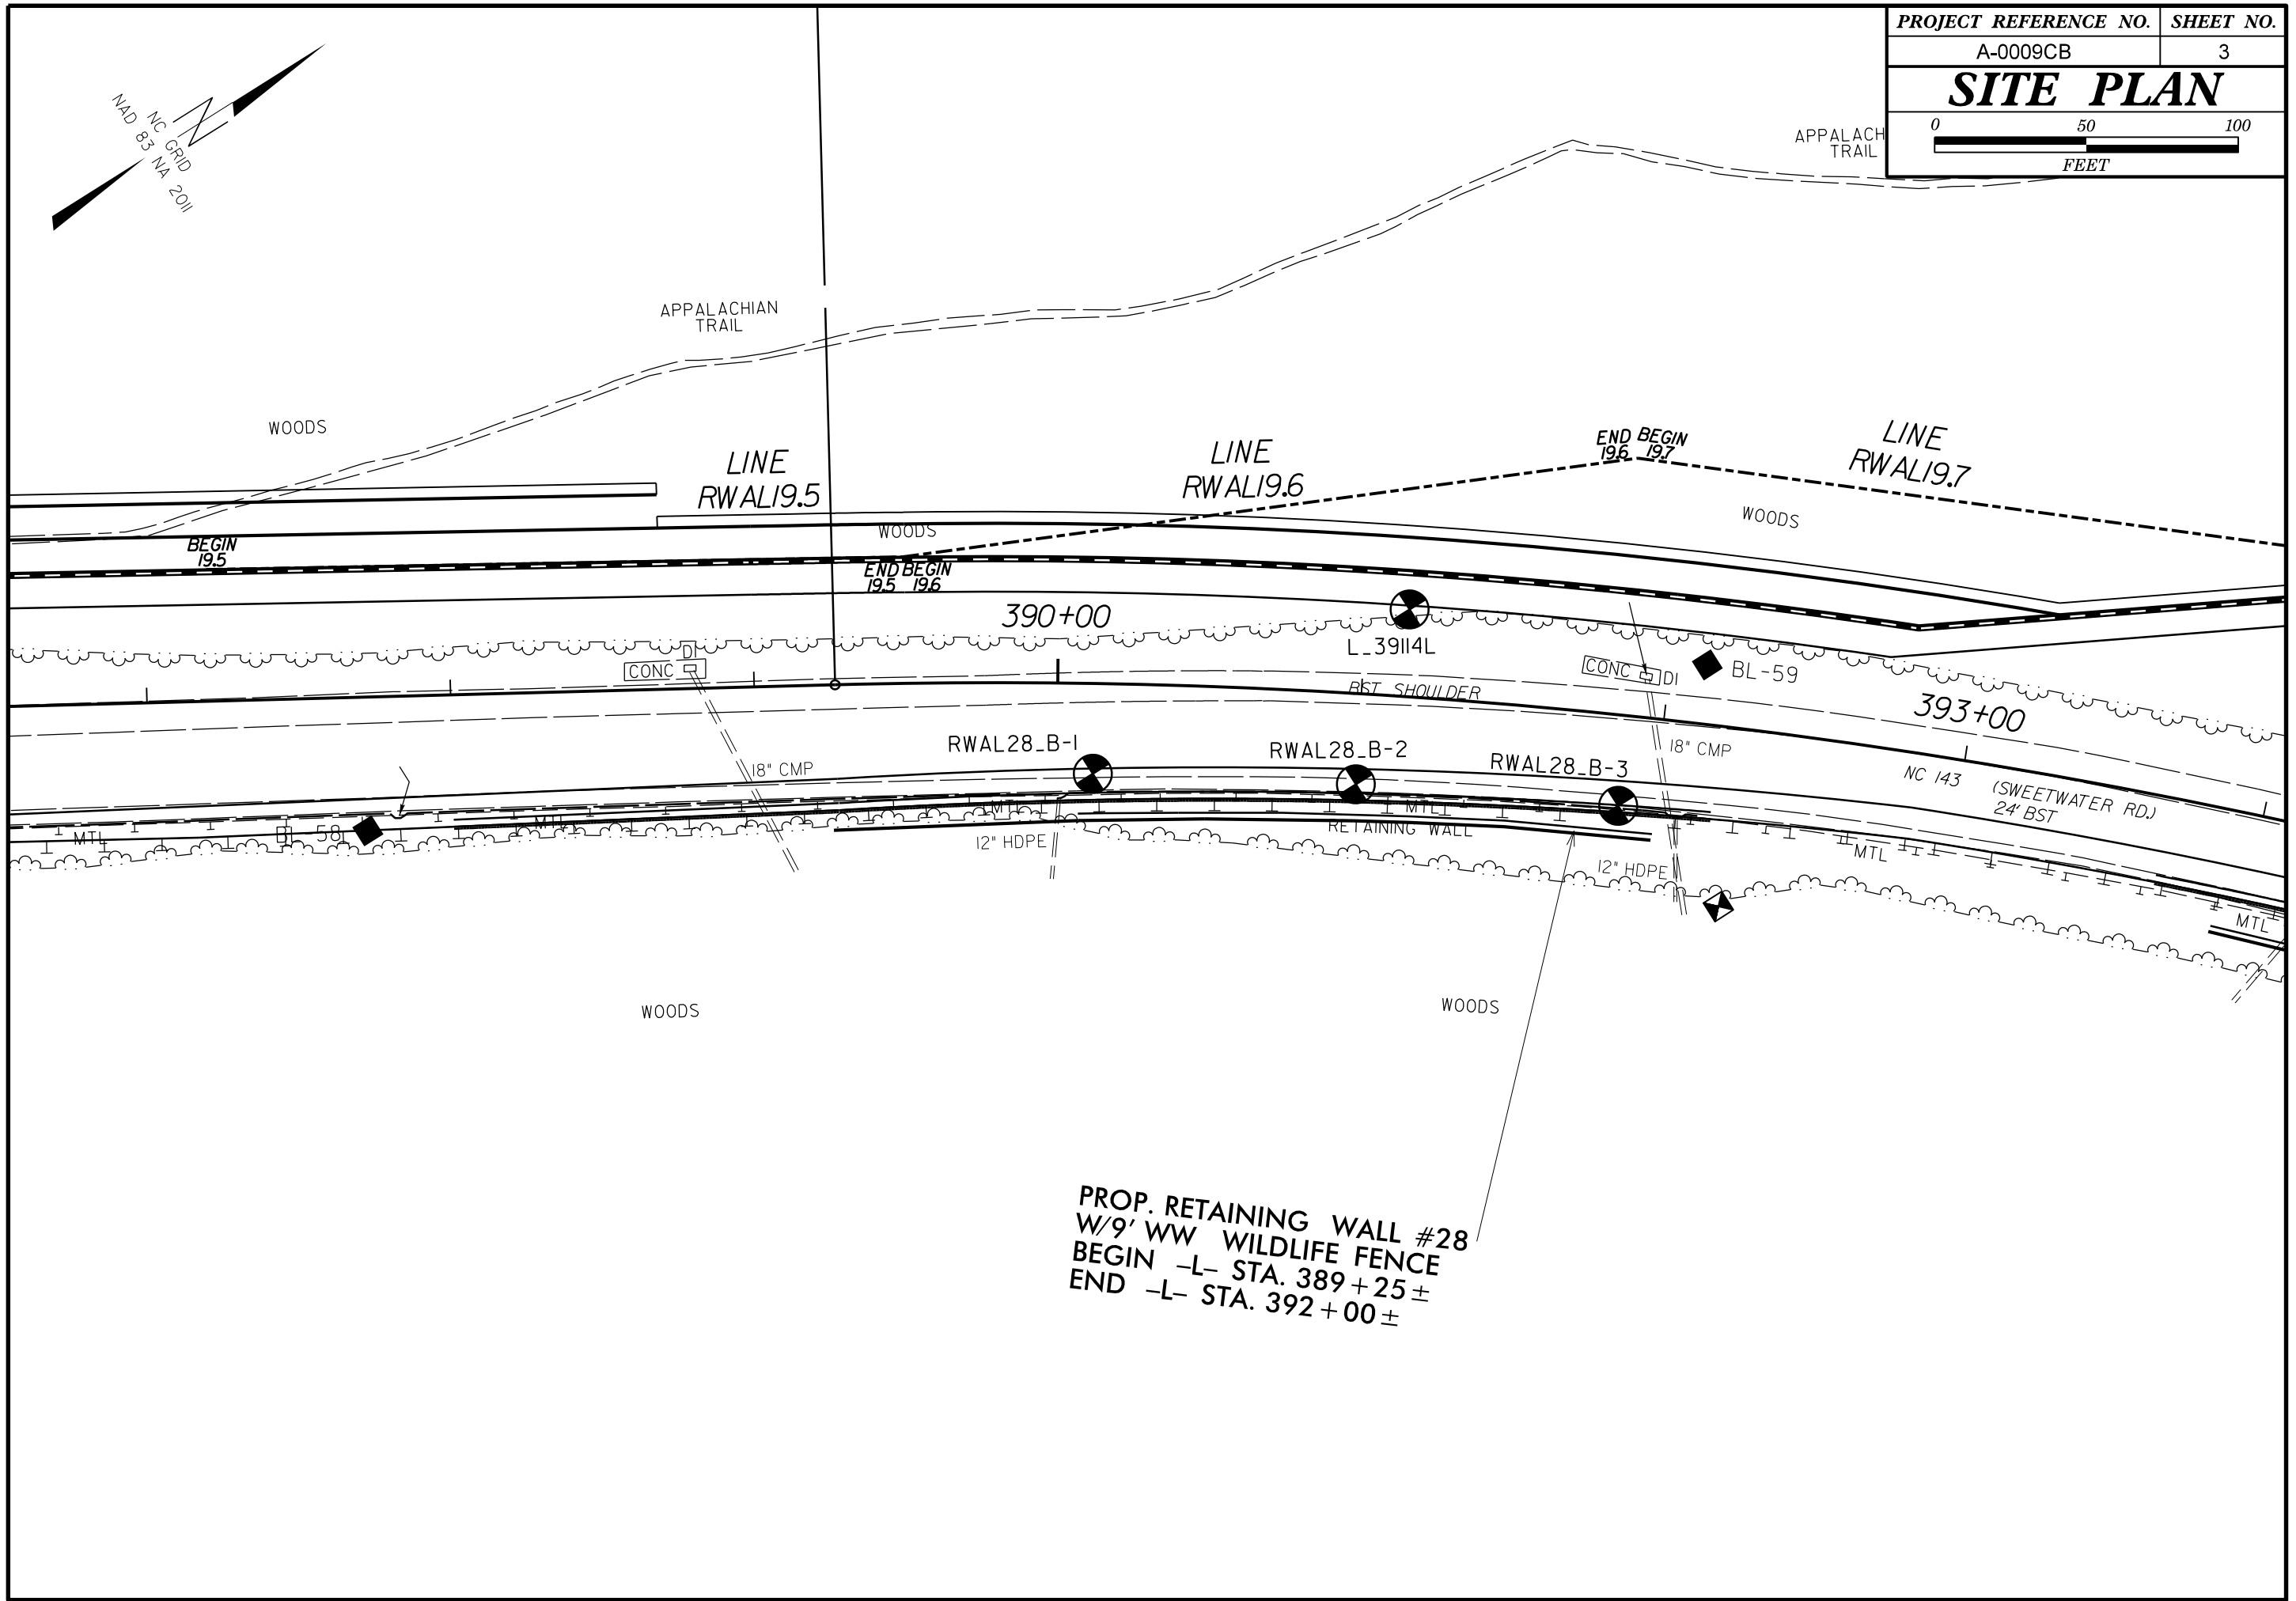 PROJECT REFERENCE NO. SHEET NO.
A-0009CB 3
SITE PLAN
0 50 100
FEET
NC GRID
NAD 83 NA 2011
APPALACH
TRAIL
APPALACHIAN
TRAIL
WOODS
LINE
RWAL19.5
LINE
RWAL19.6
END BEGIN
19.6 19.7
LINE
RWAL19.7
WOODS
WOODS
BEGIN
19.5
END BEGIN
19.5 19.6
390+00
L_39114L
DI
CONC
CONC
DI
BL-59
BST SHOULDER
393+00
RWAL28_B-1
RWAL28_B-2
RWAL28_B-3
18" CMP
18" CMP
NC 143 (SWEETWATER RD.)
24' BST
MTL
BL-58
MTL
MTL
MTL
RETAINING WALL
12" HDPE
12" HDPE
MTL
MTL
WOODS
WOODS
PROP. RETAINING WALL #28
W/9' WW WILDLIFE FENCE
BEGIN -L- STA. 389+25±
END -L- STA. 392+00±